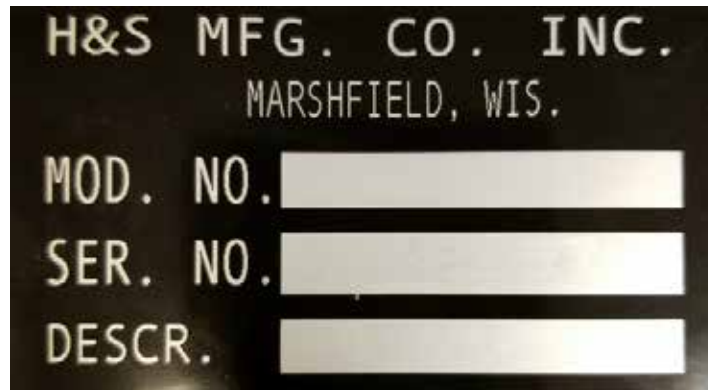 H&S MFG. CO. INC.
MARSHFIELD, WIS.
MOD. NO.
SER. NO.
DESCR.